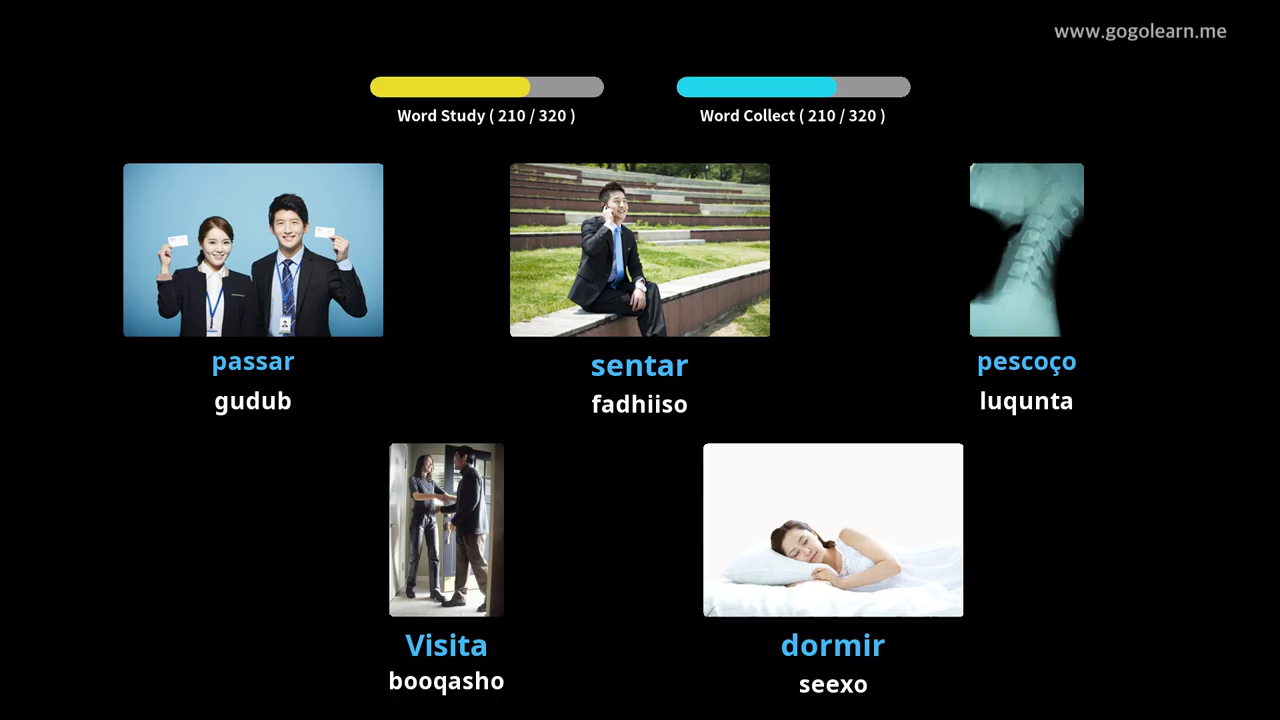 www.gogolearn.me
Word Study ( 210 / 320 )
Word Collect ( 210 / 320 )
passar
gudub
sentar
fadhiiso
pescoço
luqunta
Visita
booqasho
dormir
seexo